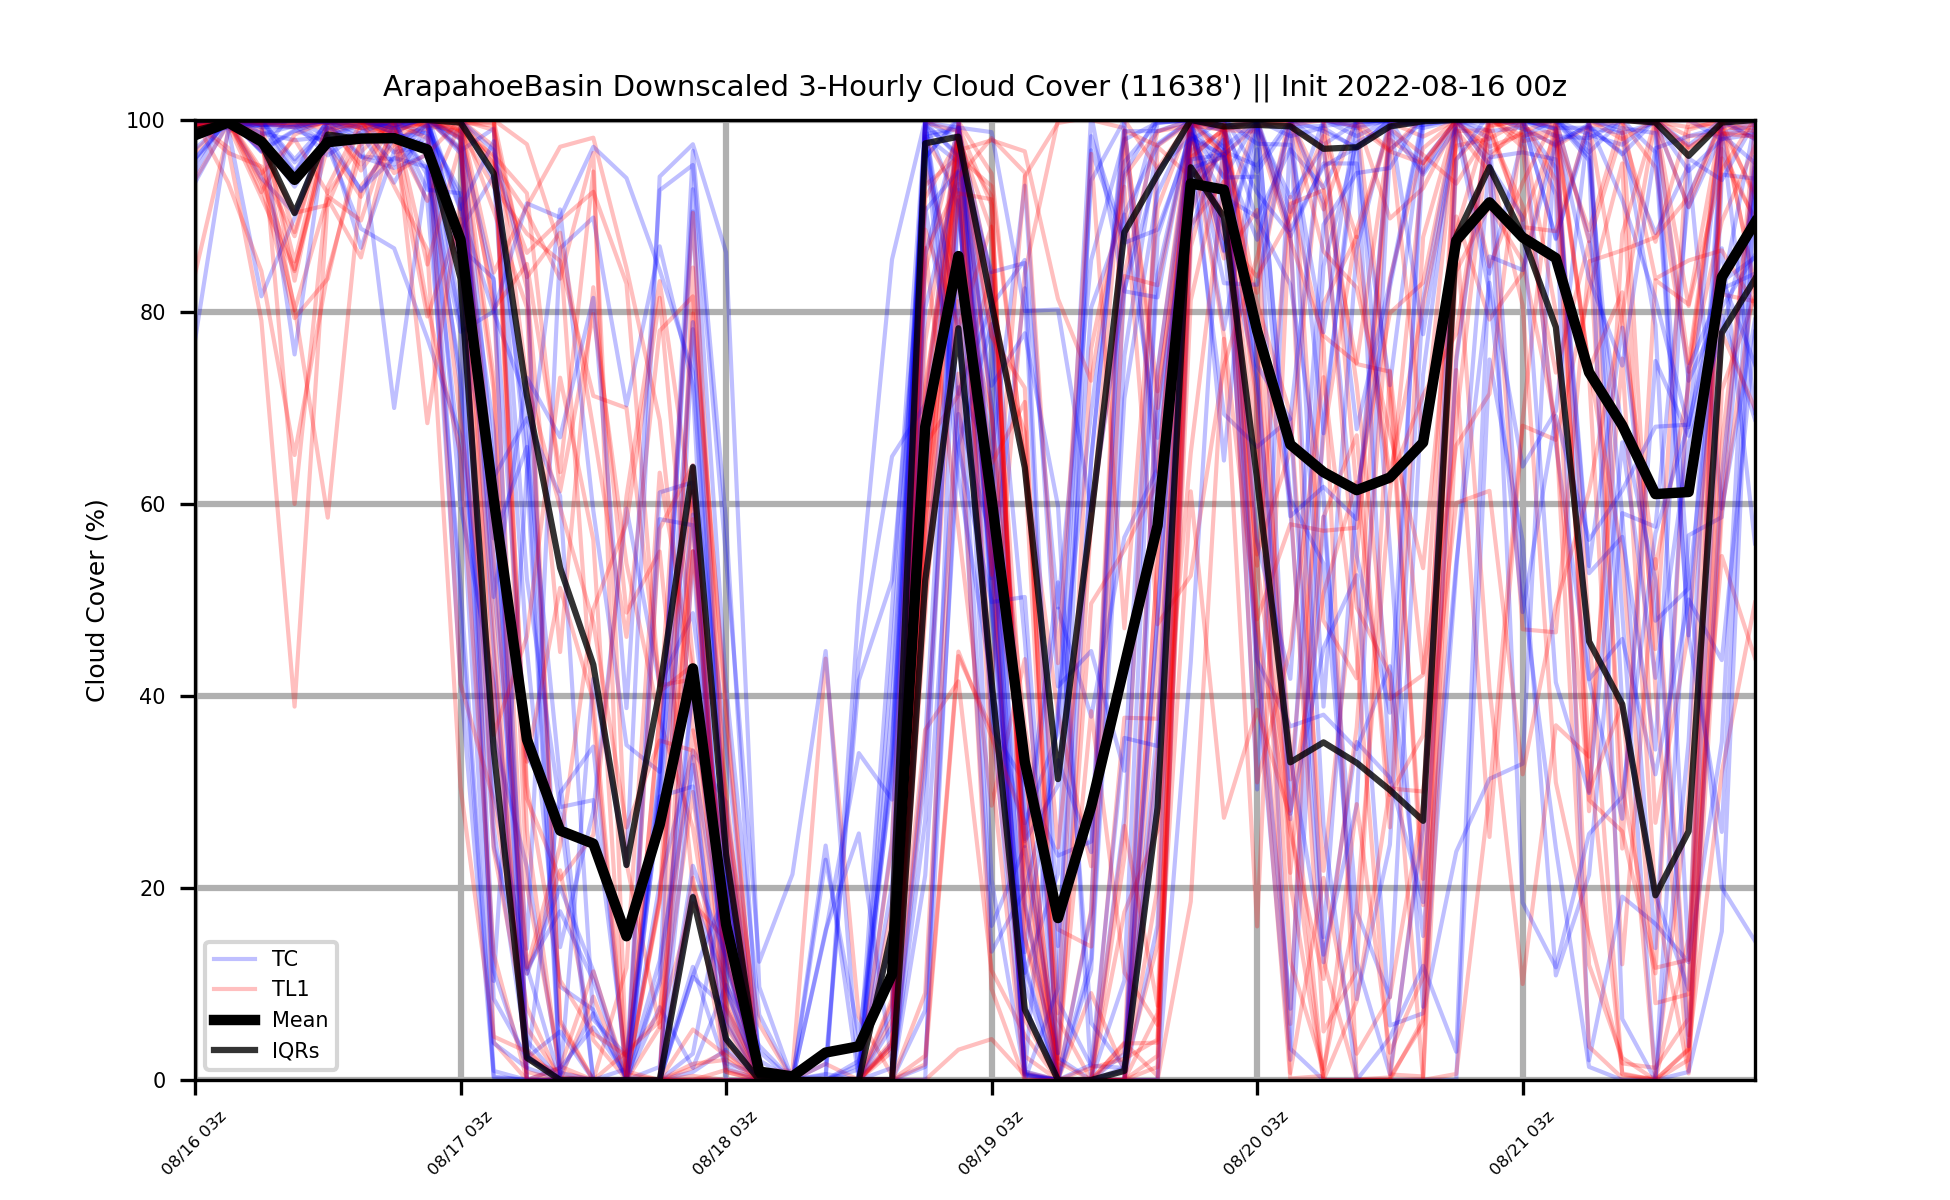 ArapahoeBasin Downscaled 3-Hourly Cloud Cover (11638') || Init 2022-08-16 00z
Cloud Cover (%)
100
80
60
40
20
0
TC
TL1
Mean
IQRs
08/16 03z
08/17 03z
08/18 03z
08/19 03z
08/20 03z
08/21 03z